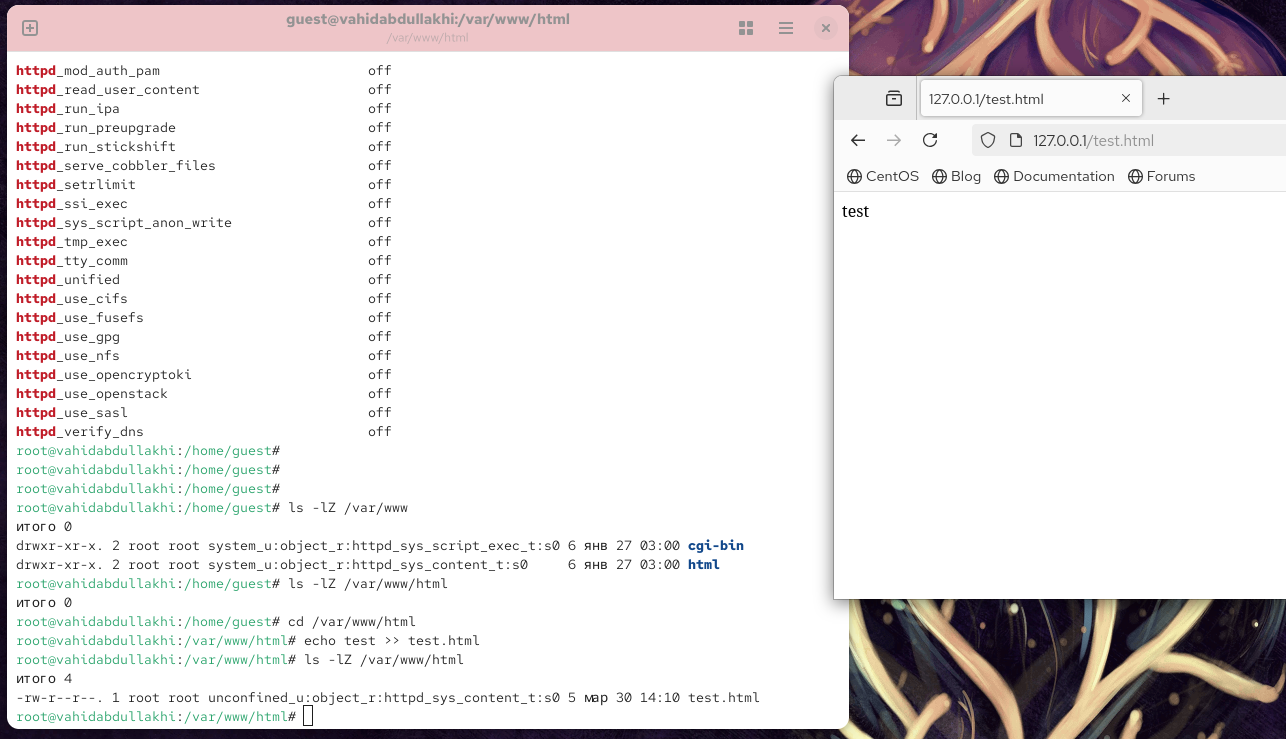 guest@vahidabdullakhi:/var/www/html
/var/www/html
httpd_mod_auth_pam off
httpd_read_user_content off
httpd_run_ipa off
httpd_run_preupgrade off
httpd_run_stickshift off
httpd_serve_cobbler_files off
httpd_setrlimit off
httpd_ssi_exec off
httpd_sys_script_anon_write off
httpd_tmp_exec off
httpd_tty_comm off
httpd_unified off
httpd_use_cifs off
httpd_use_fusefs off
httpd_use_gpg off
httpd_use_nfs off
httpd_use_opencryptoki off
httpd_use_openstack off
httpd_use_sasl off
httpd_verify_dns off
root@vahidabdullakhi:/home/guest#
root@vahidabdullakhi:/home/guest#
root@vahidabdullakhi:/home/guest#
root@vahidabdullakhi:/home/guest# ls -lZ /var/www
итого 0
drwxr-xr-x. 2 root root system_u:object_r:httpd_sys_script_exec_t:s0 6 янв 27 03:00 cgi-bin
drwxr-xr-x. 2 root root system_u:object_r:httpd_sys_content_t:s0 6 янв 27 03:00 html
root@vahidabdullakhi:/home/guest# ls -lZ /var/www/html
итого 0
root@vahidabdullakhi:/home/guest# cd /var/www/html
root@vahidabdullakhi:/var/www/html# echo test >> test.html
root@vahidabdullakhi:/var/www/html# ls -lZ /var/www/html
итого 4
-rw-r--r--. 1 root root unconfined_u:object_r:httpd_sys_content_t:s0 5 мар 30 14:10 test.html
root@vahidabdullakhi:/var/www/html#
127.0.0.1/test.html
127.0.0.1/test.html
CentOS Blog Documentation Forums
test